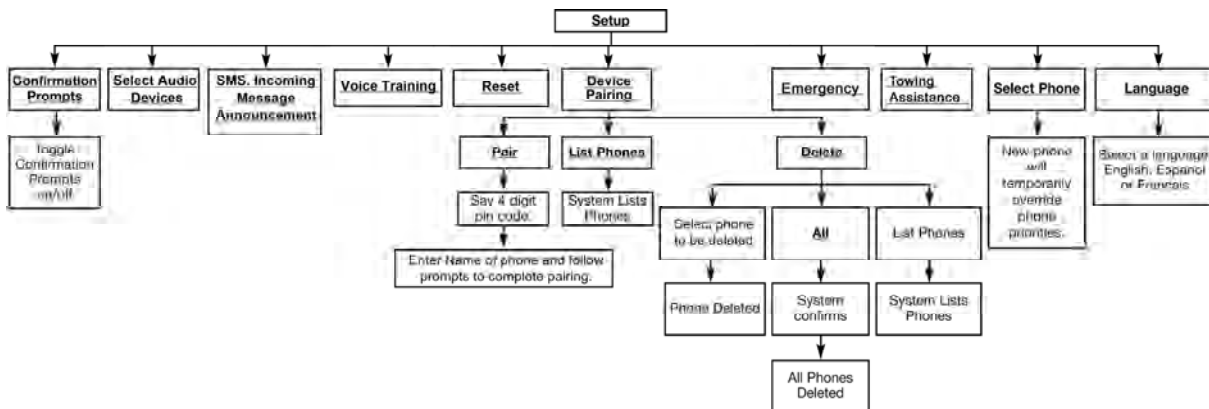 Setup
Confirmation
Prompts
Select Audio
Devices
SMS, Incoming
Message
Announcement
Voice Training
Reset
Device
Pairing
Emergency
Towing
Assistance
Select Phone
Language
Toggle
Confirmation
Prompts
on/off
Pair
List Phones
Delete
New phone
will
temporarily
override
phone
priorities.
Select a language
English, Español
or Français
Say 4 digit
pin code.
System Lists
Phones
Select phone
to be deleted
All
List Phones
Enter Name of phone and follow
prompts to complete pairing.
Phone Deleted
System
confirms
System Lists
Phones
All Phones
Deleted